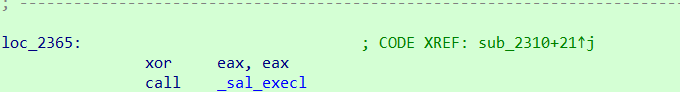 ; ---------------------------------------------------------------------------
loc_2365: ; CODE XREF: sub_2310+21↑j
xor eax, eax
call _sal_execl